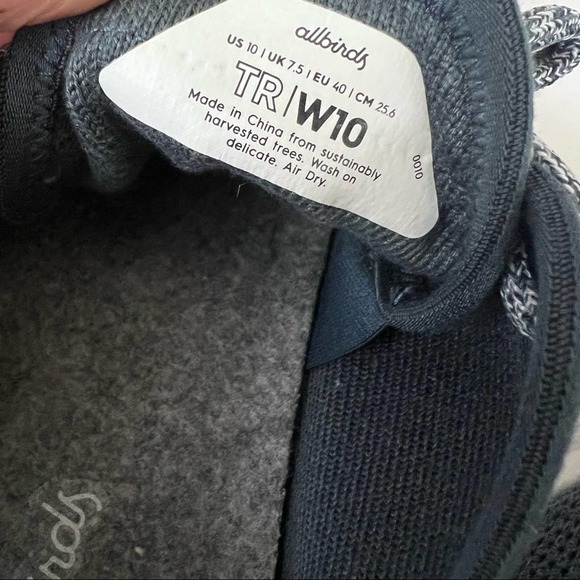 allbirds
US 10 | UK 7.5 | EU 40 | CM 25.6
TR/W10
Made in China from sustainably
harvested trees. Wash on
delicate. Air Dry.
0010
birds